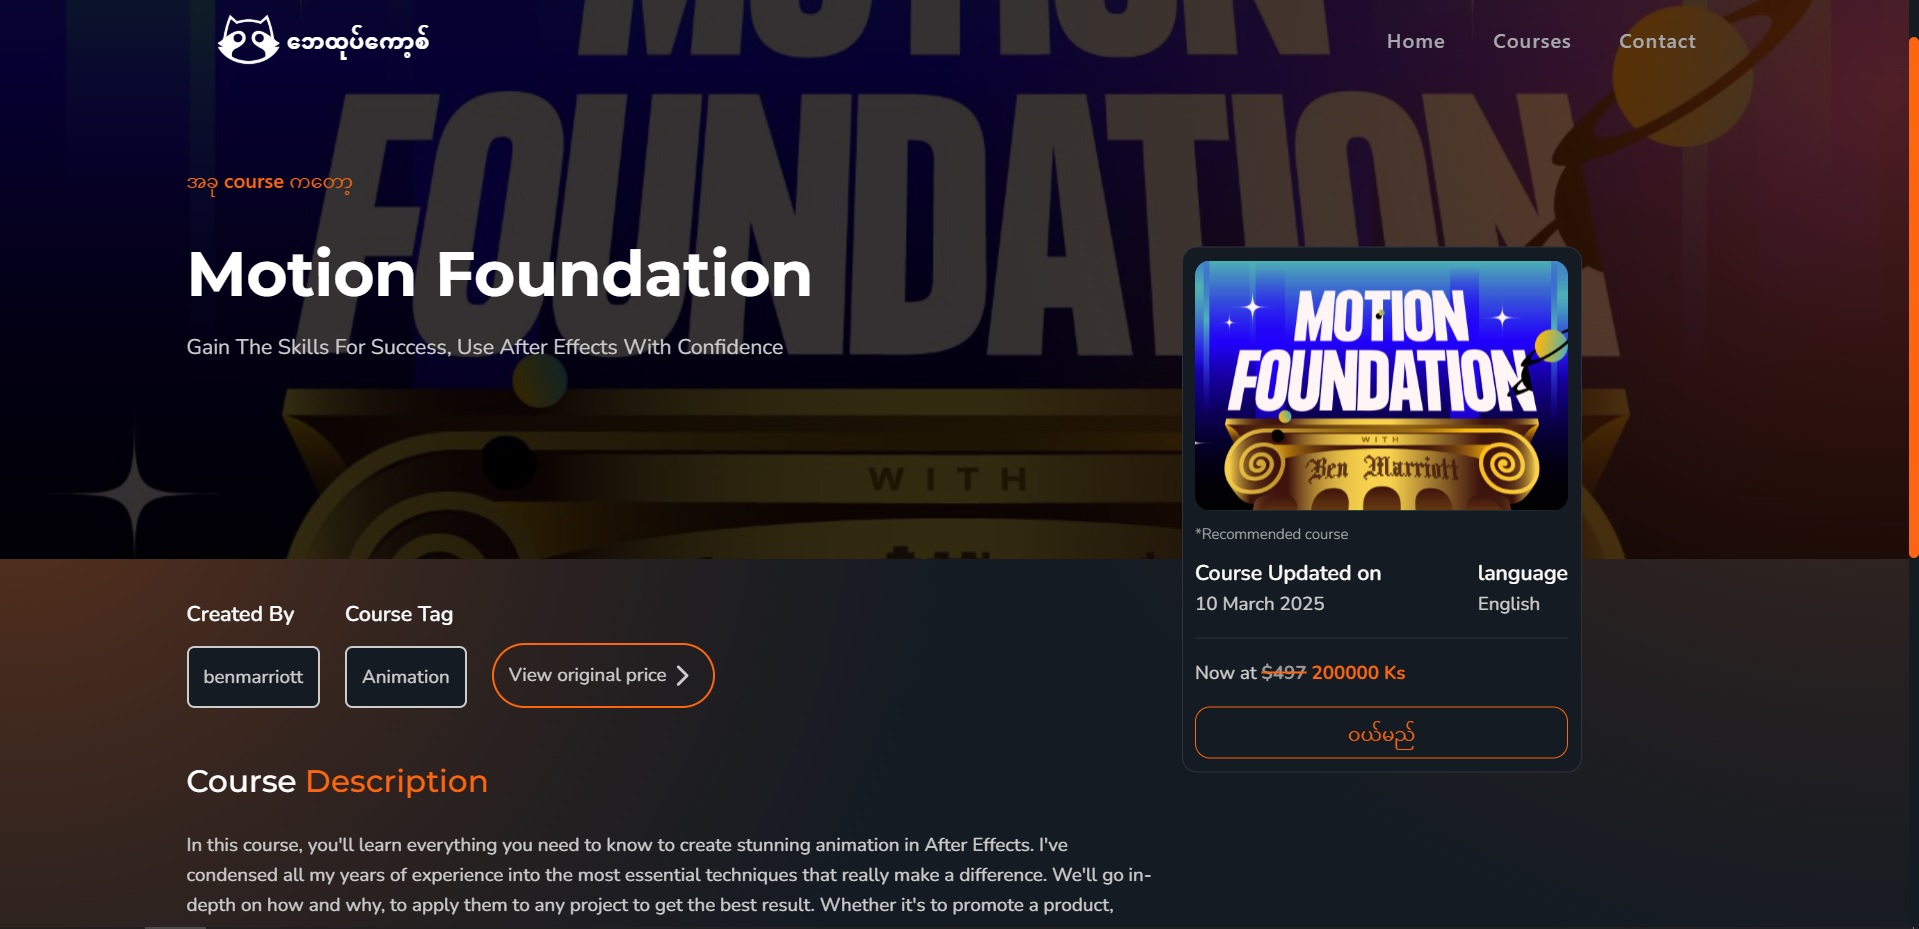 ဘေထုပ်ကော့စ်
Home
Courses
Contact
MOTION
FOUNDATION
WITH
အခု course ကတော့
Motion Foundation
Gain The Skills For Success, Use After Effects With Confidence
MOTION
FOUNDATION
WITH
Ben Marriott
*Recommended course
Course Updated on
10 March 2025
language
English
Now at $497 200000 Ks
ဝယ်မည်
Created By
benmarriott
Course Tag
Animation
View original price
Course Description
In this course, you'll learn everything you need to know to create stunning animation in After Effects. I've
condensed all my years of experience into the most essential techniques that really make a difference. We'll go in-
depth on how and why, to apply them to any project to get the best result. Whether it's to promote a product,